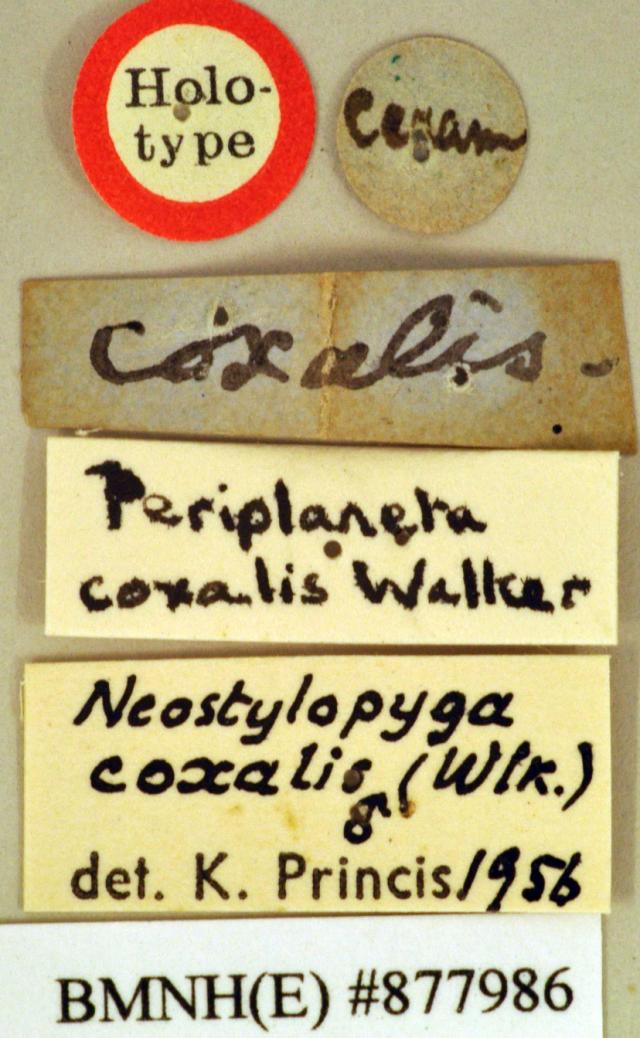 Holo-
type
Ceram
coxalis.
Periplaneta
coxalis Walker
Neostylopyga
coxalis (Wlk.)
♂
det. K. Princis 1956
BMNH(E) #877986